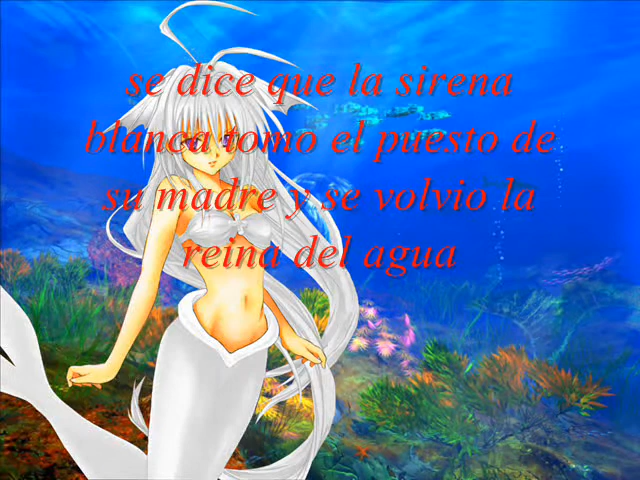 se dice que la sirena
blanca tomo el puesto de
su madre y se volvio la
reina del agua